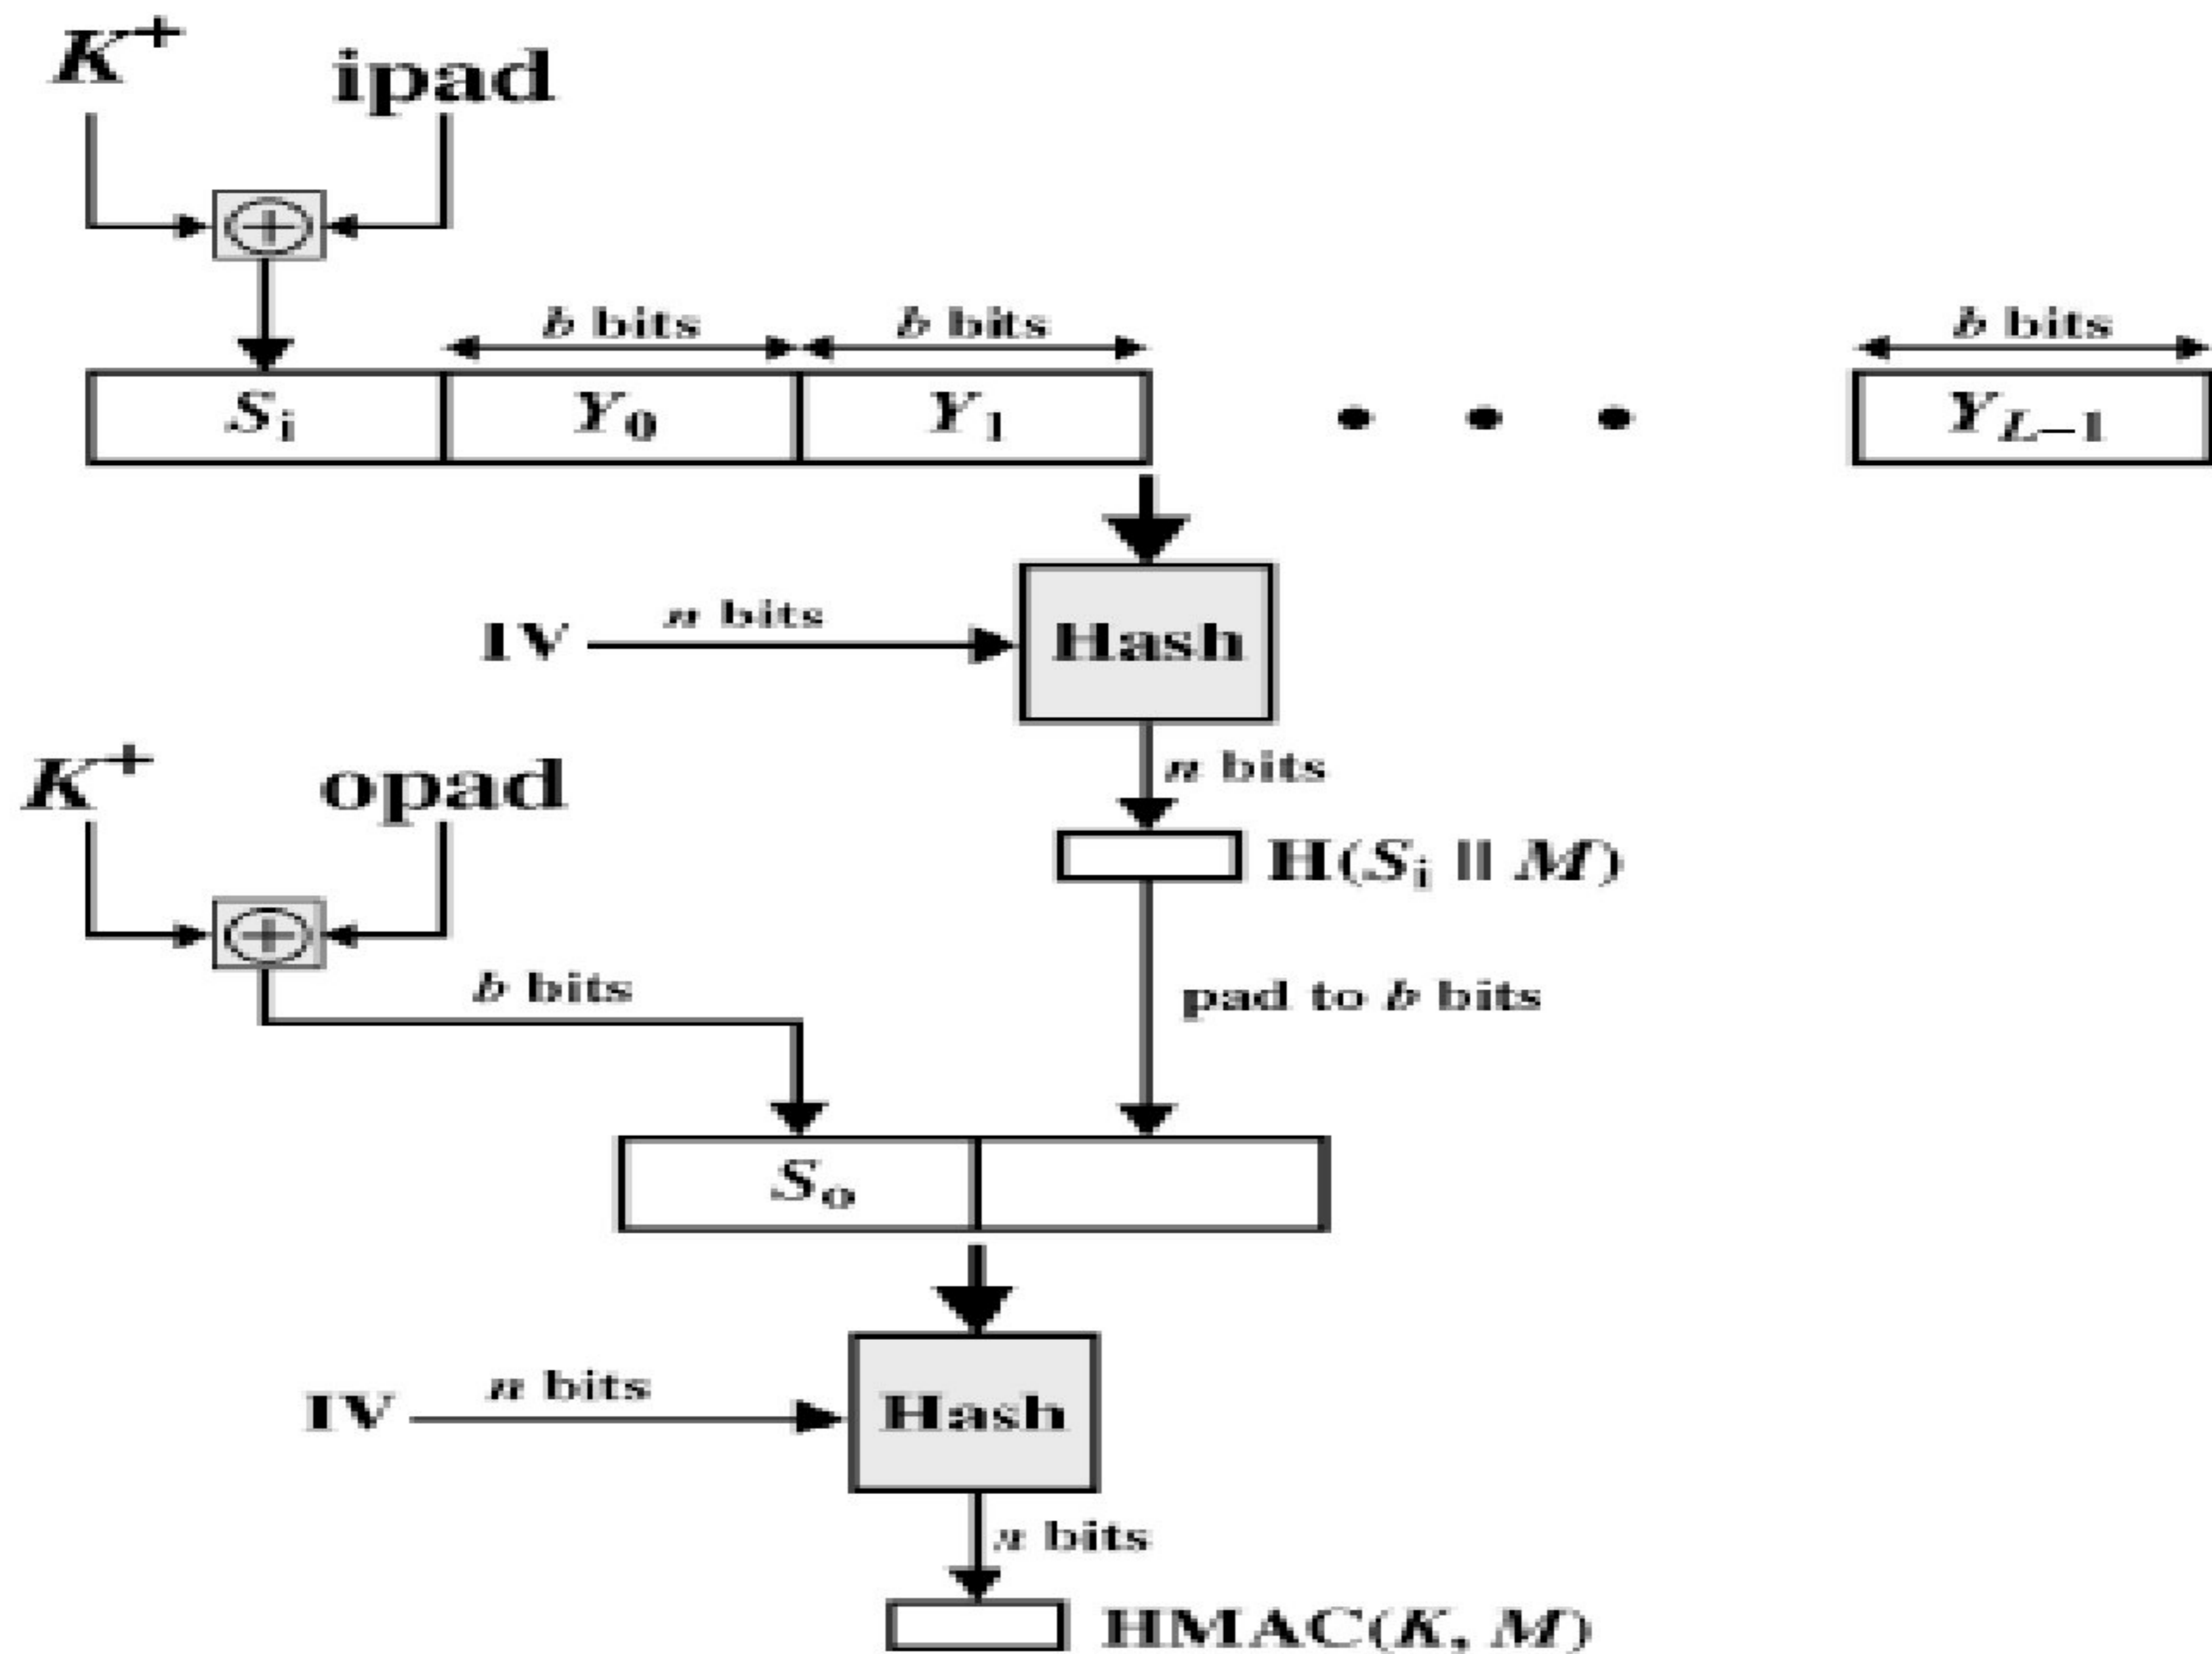 K⁺ ipad
b bits b bits b bits
Sᵢ Y₀ Y₁ • • • Y_{L−1}
IV n bits Hash
n bits
K⁺ opad
H(Sᵢ || M)
b bits
pad to b bits
Sₒ
IV n bits Hash
n bits
HMAC(K, M)